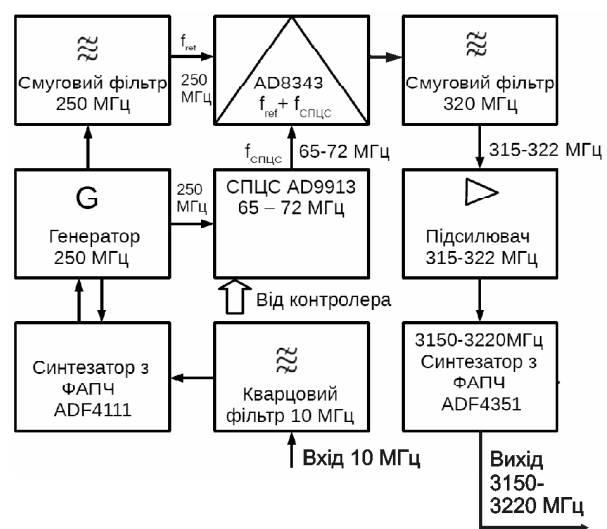 Смуговий фільтр
250 МГц
f_ref
250
МГц
AD8343
f_ref + f_СПЦС
Смуговий фільтр
320 МГц
f_СПЦС
65-72 МГц
315-322 МГц
G
Генератор
250 МГц
250
МГц
СПЦС AD9913
65 – 72 МГц
Підсилювач
315-322 МГц
Від контролера
Синтезатор з
ФАПЧ
ADF4111
Кварцовий
фільтр 10 МГц
3150-3220МГц
Синтезатор з
ФАПЧ
ADF4351
Вхід 10 МГц
Вихід
3150-
3220 МГц